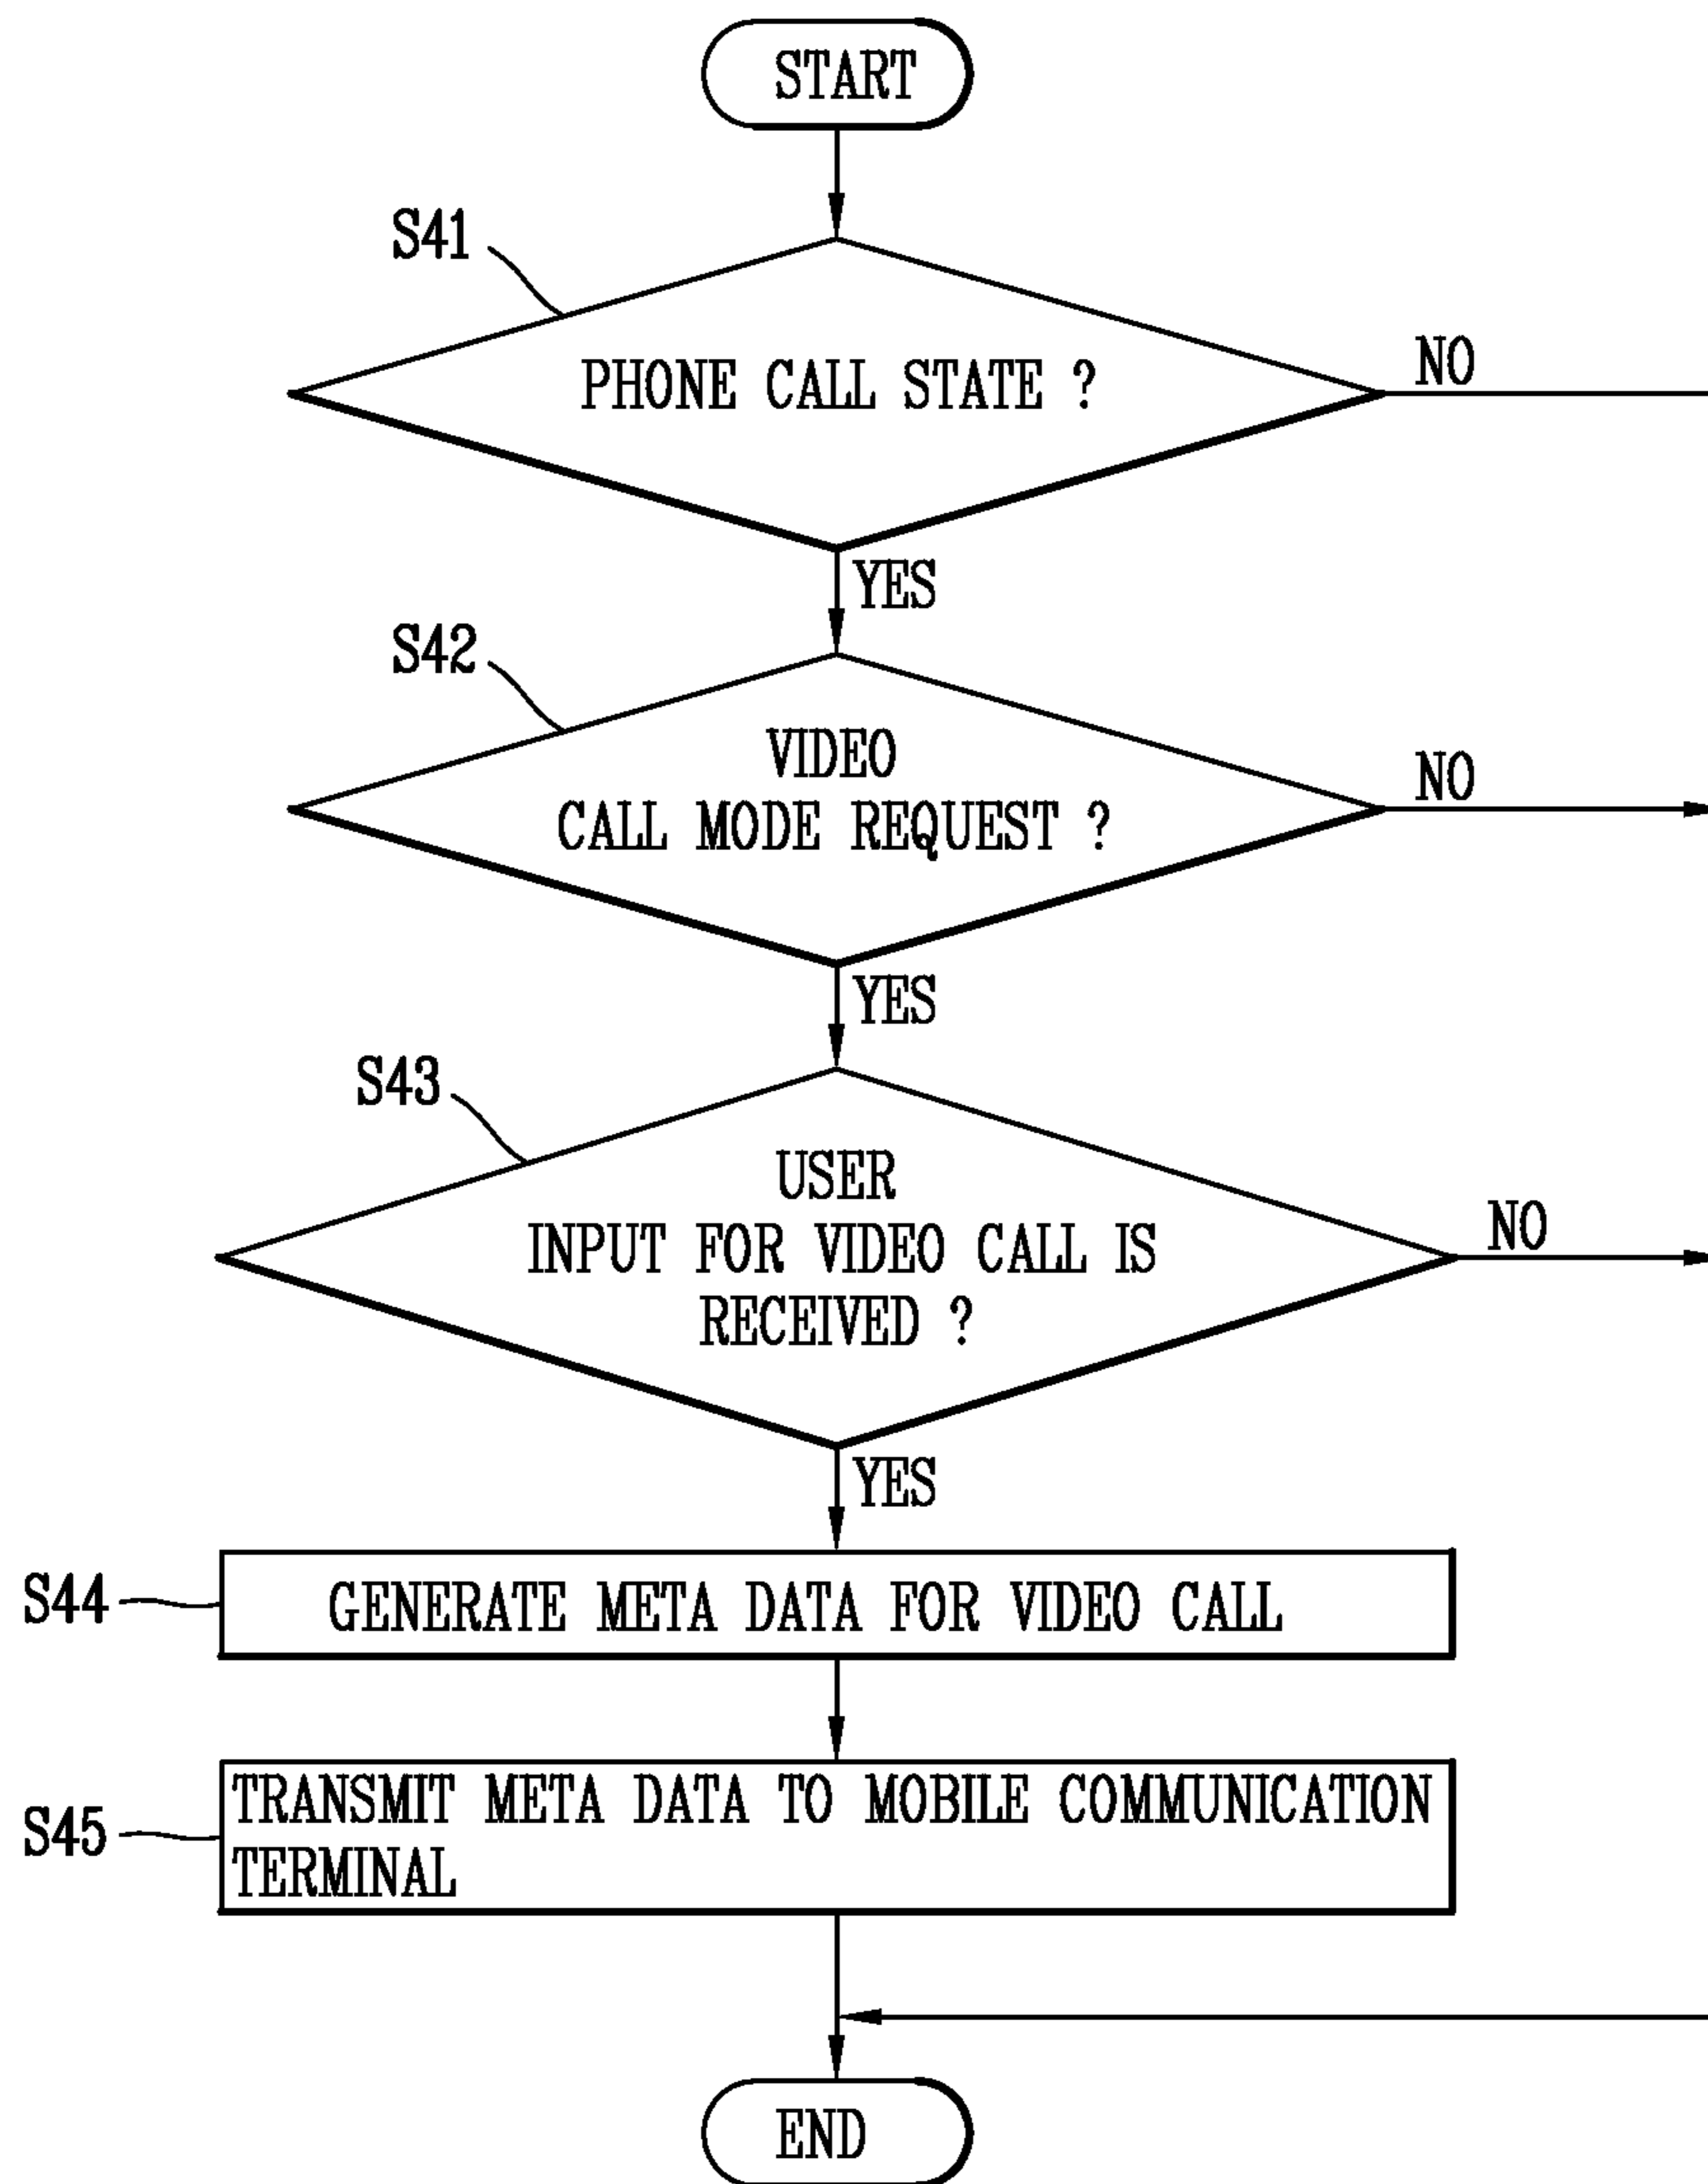 START
S41
PHONE CALL STATE ?
NO
YES
S42
VIDEO
CALL MODE REQUEST ?
NO
YES
S43
USER
INPUT FOR VIDEO CALL IS
RECEIVED ?
NO
YES
S44
GENERATE META DATA FOR VIDEO CALL
S45
TRANSMIT META DATA TO MOBILE COMMUNICATION
TERMINAL
END